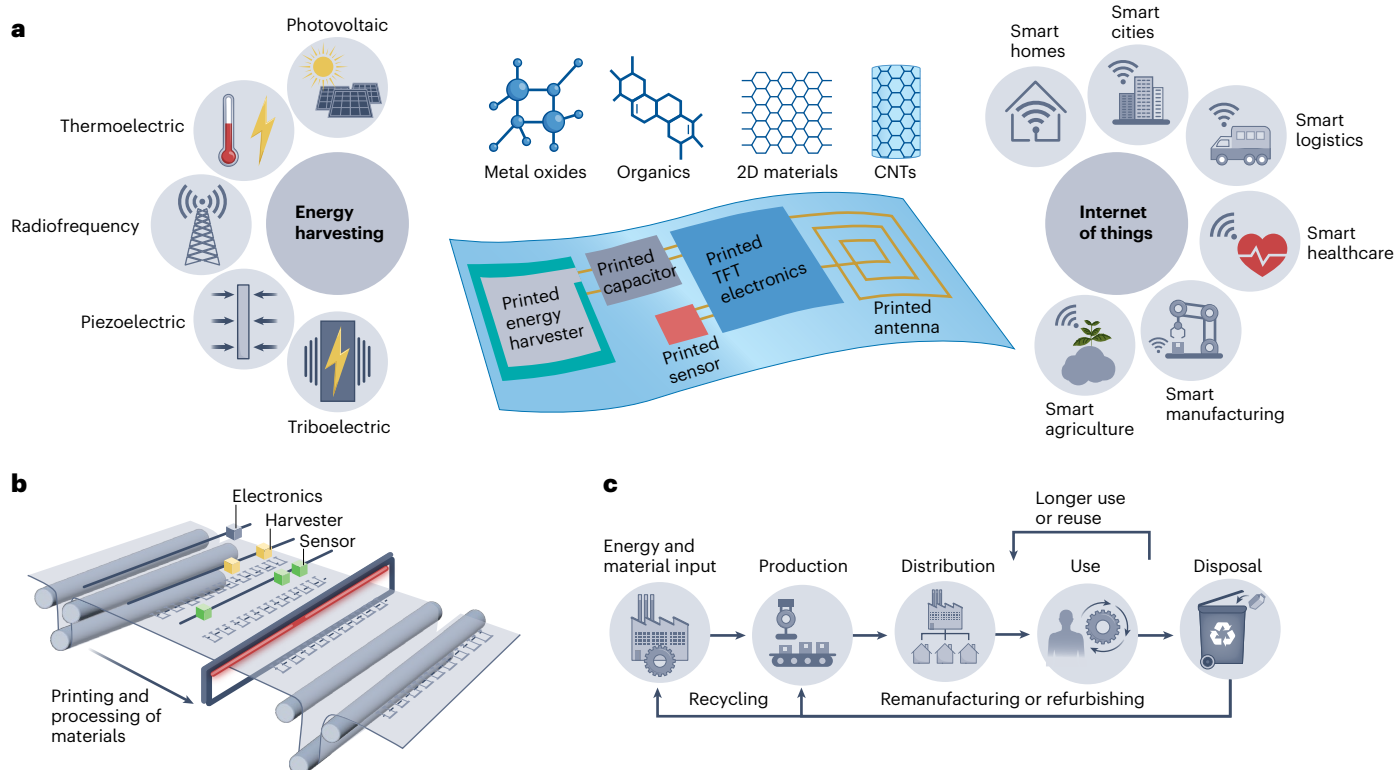 a
Photovoltaic
Thermoelectric
Radiofrequency
Piezoelectric
Triboelectric
Energy
harvesting
Metal oxides
Organics
2D materials
CNTs
Printed
energy
harvester
Printed
capacitor
Printed
sensor
Printed
TFT
electronics
Printed
antenna
Smart
homes
Smart
cities
Smart
logistics
Smart
healthcare
Smart
manufacturing
Smart
agriculture
Internet
of things
b
Electronics
Harvester
Sensor
Printing and
processing of
materials
c
Energy and
material input
Production
Distribution
Longer use
or reuse
Use
Disposal
Recycling
Remanufacturing or refurbishing